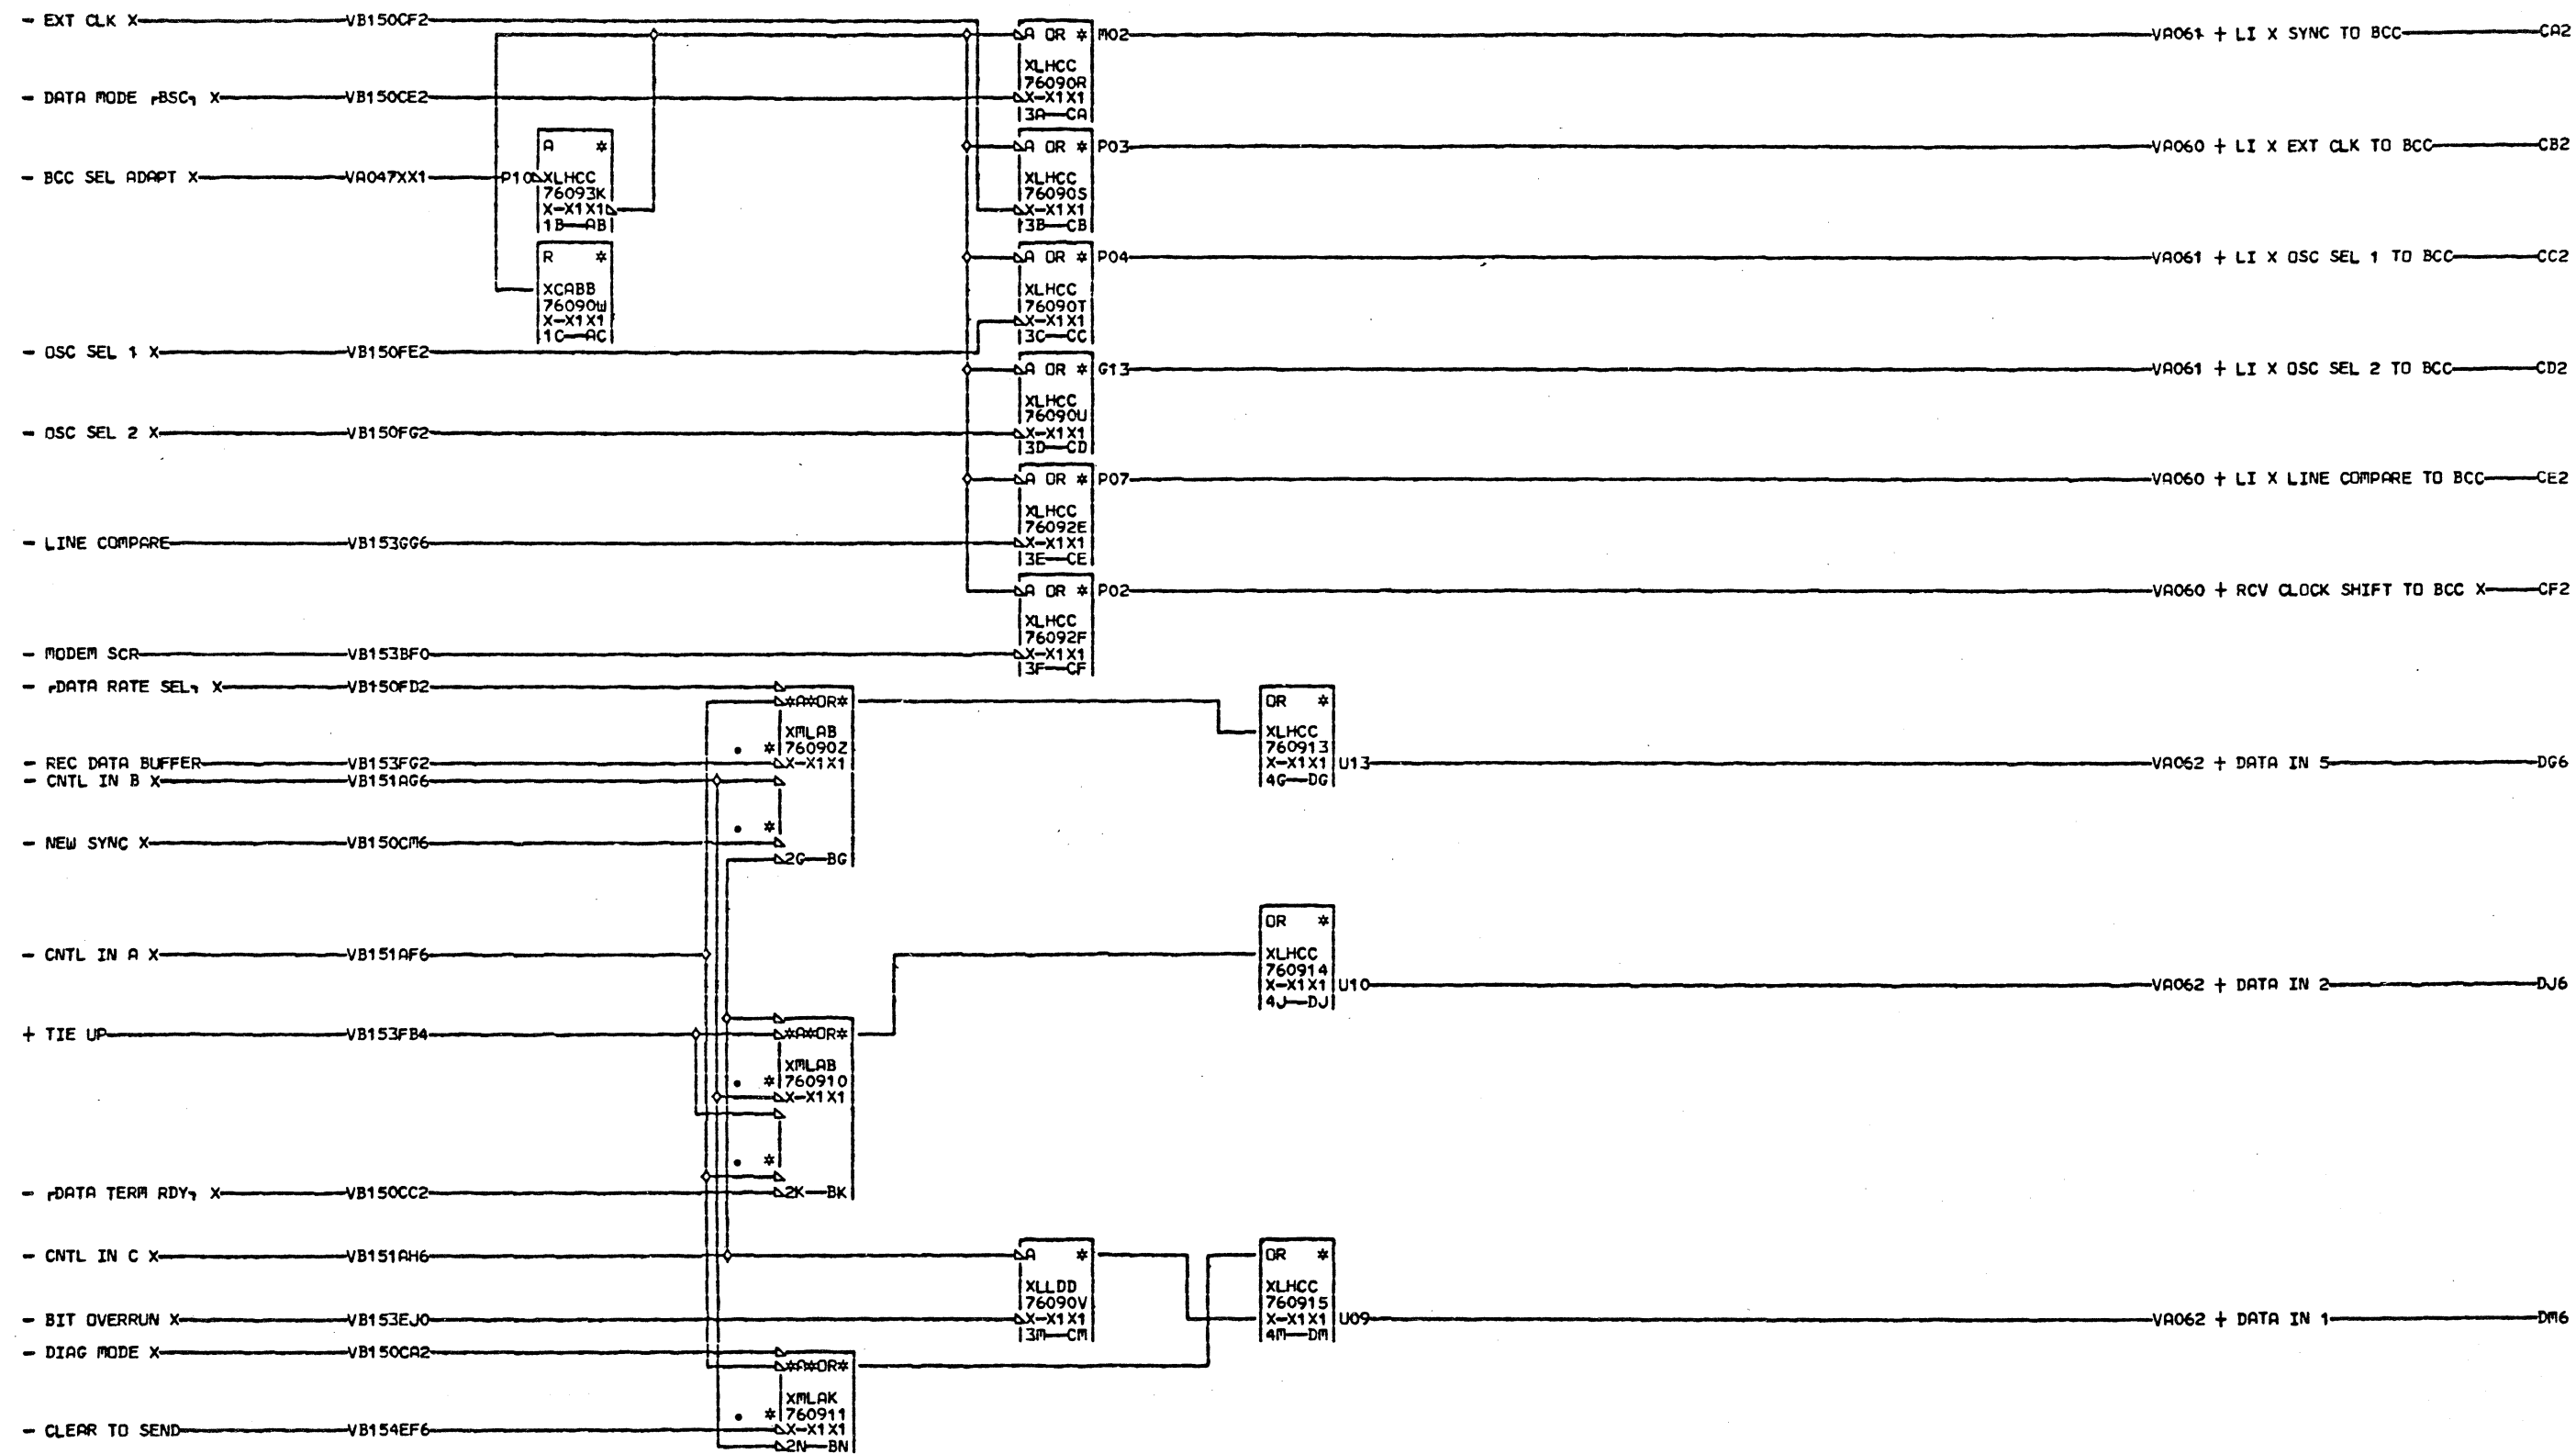 - EXT CLK X VB150CF2
A OR * M02 VA061 + LI X SYNC TO BCC CA2
XLHCC
76090R
- DATA MODE ┌BSC┐ X VB150CE2 X-X1X1
3A CA
A * A OR * P03 VA060 + LI X EXT CLK TO BCC CB2
- BCC SEL ADAPT X VA047XX1 P10 XLHCC XLHCC
76093K 76090S
X-X1X1 X-X1X1
1B AB 3B CB
R * A OR * P04 VA061 + LI X OSC SEL 1 TO BCC CC2
XCABB XLHCC
76090W 76090T
X-X1X1 X-X1X1
1C AC 3C CC
- OSC SEL 1 X VB150FE2
A OR * G13 VA061 + LI X OSC SEL 2 TO BCC CD2
XLHCC
76090U
- OSC SEL 2 X VB150FG2 X-X1X1
3D CD
A OR * P07 VA060 + LI X LINE COMPARE TO BCC CE2
XLHCC
76092E
- LINE COMPARE VB153GG6 X-X1X1
3E CE
A OR * P02 VA060 + RCV CLOCK SHIFT TO BCC X CF2
XLHCC
76092F
- MODEM SCR VB153BF0 X-X1X1
3F CF
- ┌DATA RATE SEL┐ X VB150FD2
*A*OR* OR *
XMLAB XLHCC
• * 76090Z 760913
- REC DATA BUFFER VB153FG2 X-X1X1 X-X1X1 U13 VA062 + DATA IN 5 DG6
- CNTL IN B X VB151AG6 4G DG
• *
- NEW SYNC X VB150CM6
2G BG
OR *
- CNTL IN A X VB151AF6 XLHCC
760914
X-X1X1 U10 VA062 + DATA IN 2 DJ6
4J DJ
+ TIE UP VB153FB4 *A*OR*
XMLAB
• * 760910
X-X1X1
• *
- ┌DATA TERM RDY┐ X VB150CC2 2K BK
- CNTL IN C X VB151AH6 A * OR *
XLLDD XLHCC
76090V 760915
- BIT OVERRUN X VB153EJ0 X-X1X1 X-X1X1 U09 VA062 + DATA IN 1 DM6
3M CM 4M DM
- DIAG MODE X VB150CA2
*A*OR*
XMLAK
• * 760911
- CLEAR TO SEND VB154EF6 X-X1X1
2N BN